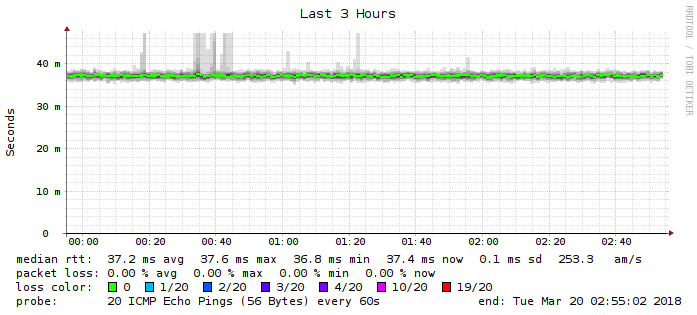 Last 3 Hours
RRDTOOL / TOBI OETIKER
Seconds
40 m
30 m
20 m
10 m
0
00:00 00:20 00:40 01:00 01:20 01:40 02:00 02:20 02:40
median rtt: 37.2 ms avg 37.6 ms max 36.8 ms min 37.4 ms now 0.1 ms sd 253.3 am/s
packet loss: 0.00 % avg 0.00 % max 0.00 % min 0.00 % now
loss color: 0 1/20 2/20 3/20 4/20 10/20 19/20
probe: 20 ICMP Echo Pings (56 Bytes) every 60s end: Tue Mar 20 02:55:02 2018